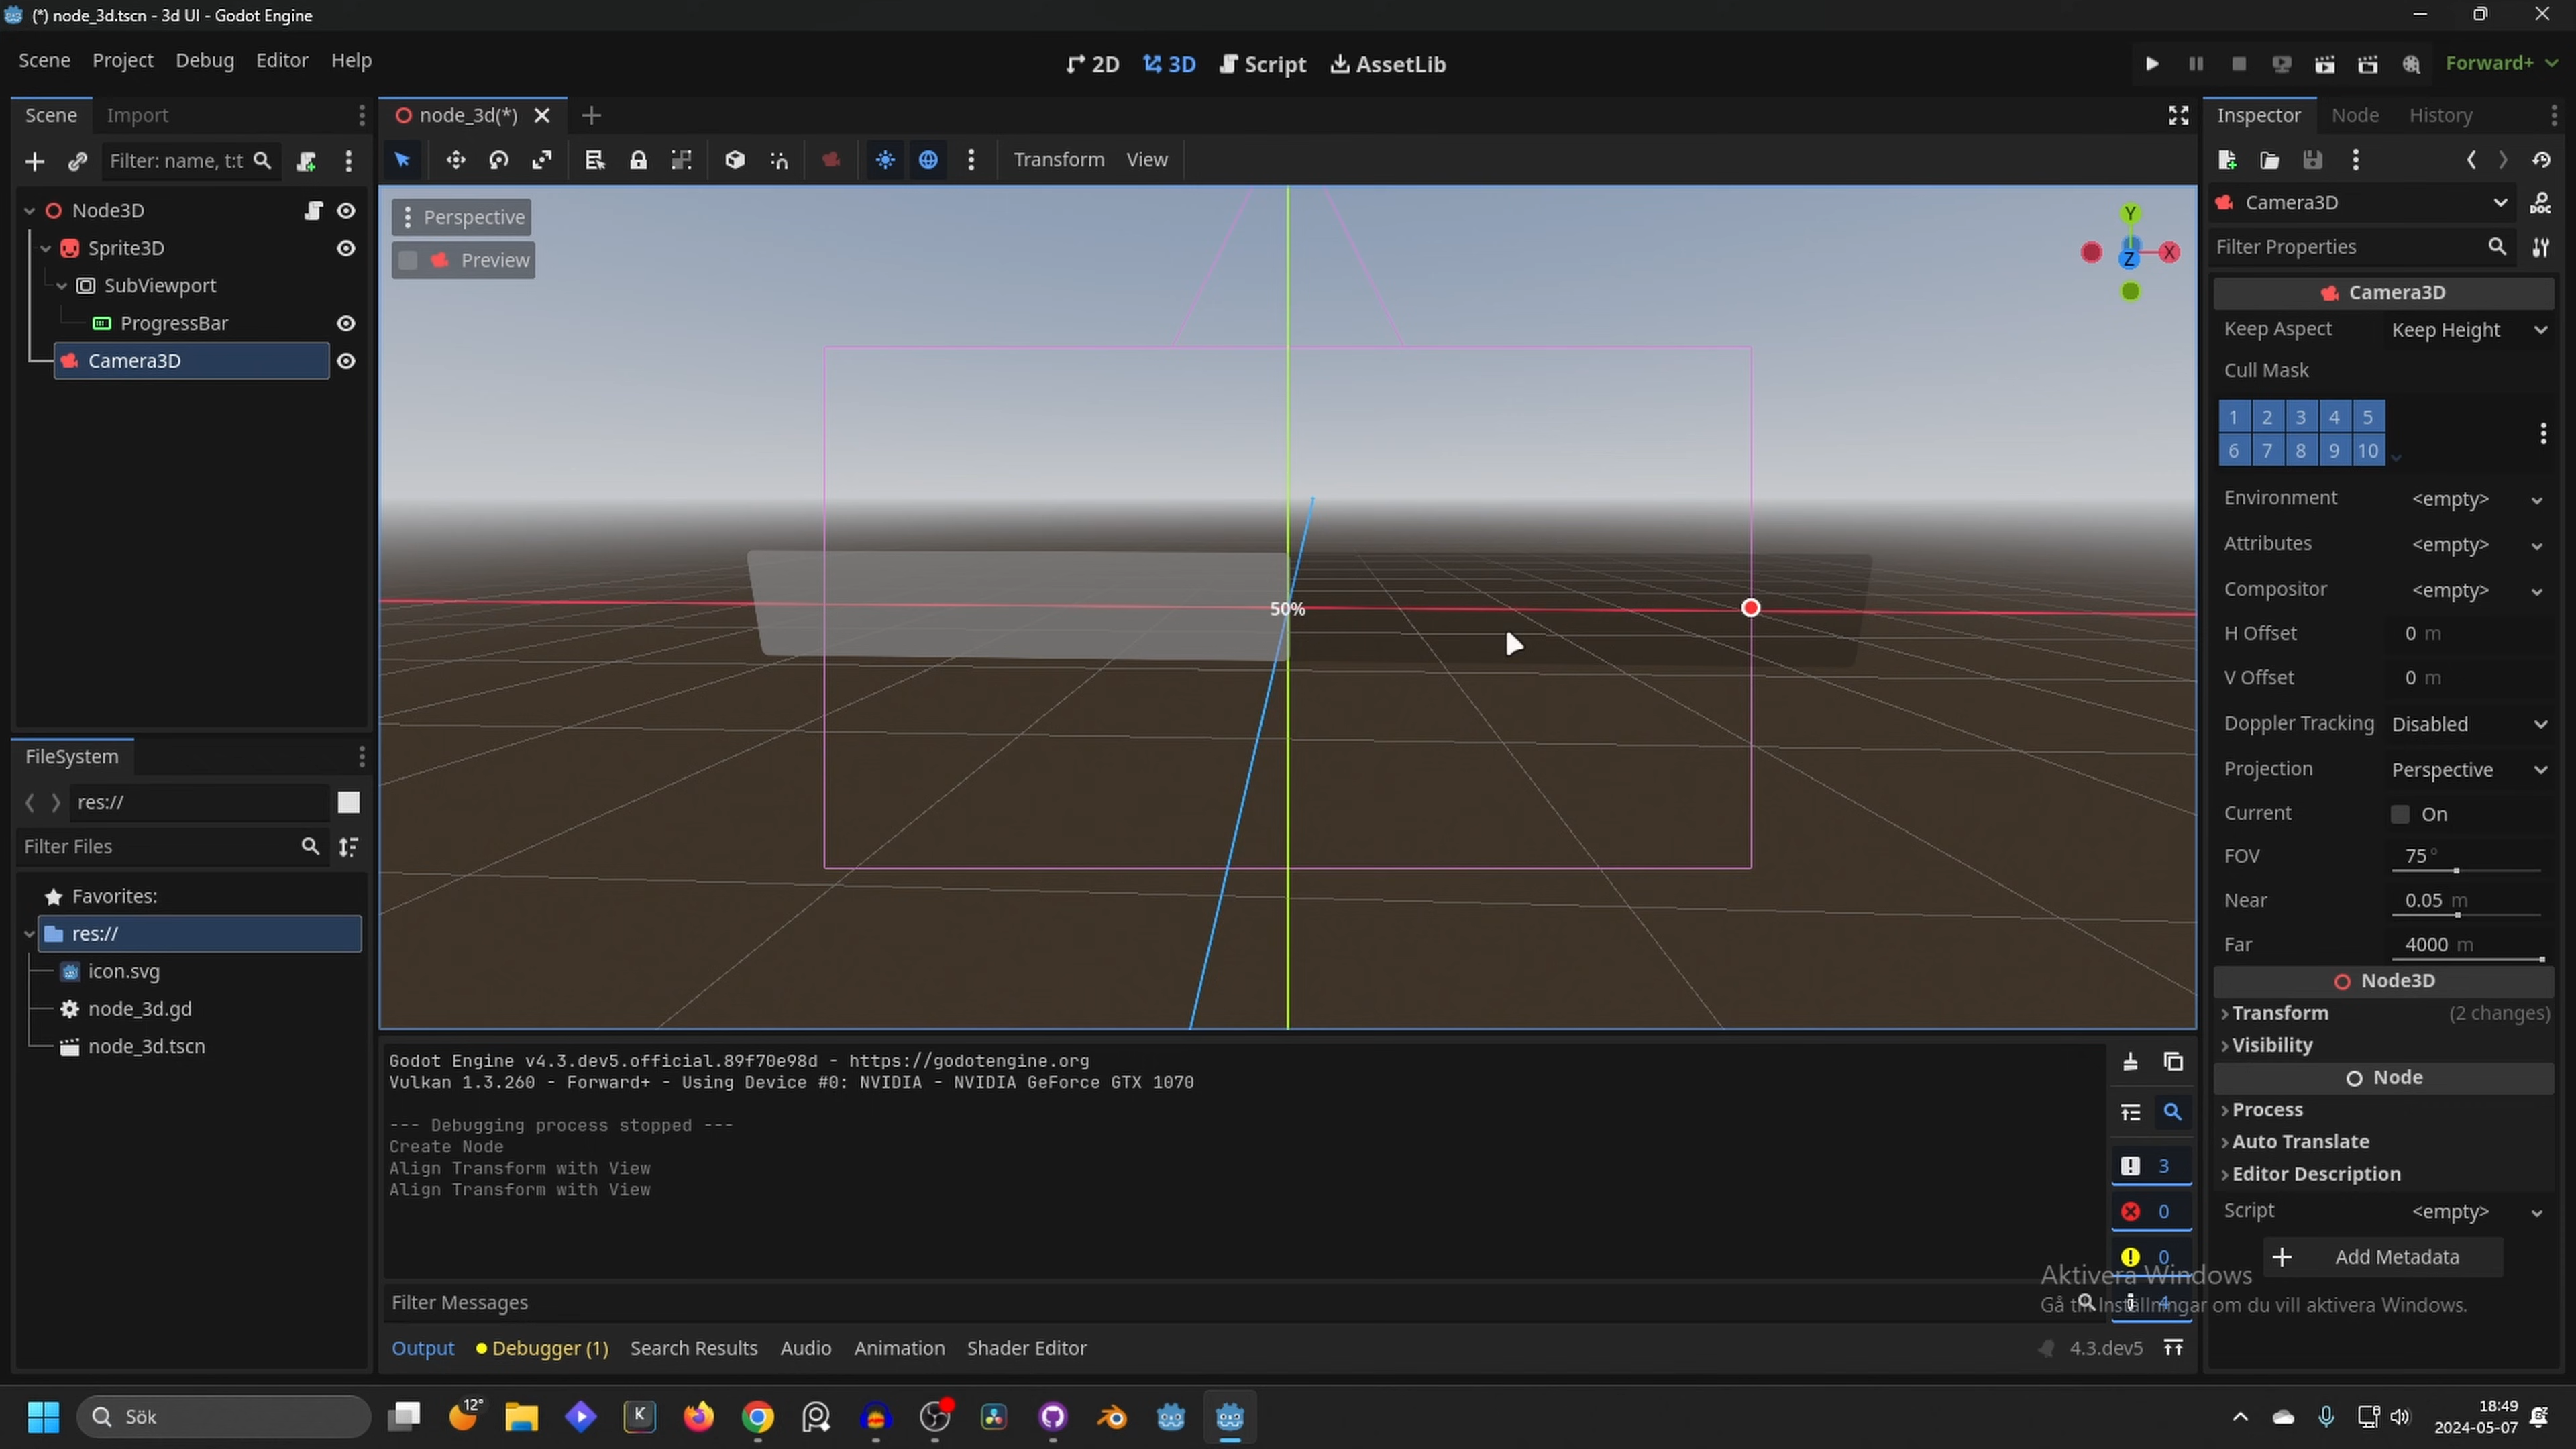 (*) node_3d.tscn - 3d UI - Godot Engine
Scene Project Debug Editor Help
2D 3D Script AssetLib
Forward+
Scene Import
node_3d(*)
Inspector Node History
Filter: name, t:t
Transform View
Node3D
Sprite3D
SubViewport
ProgressBar
Camera3D
Perspective
Preview
Y
X
Z
50%
Camera3D
Filter Properties
Camera3D
Keep Aspect Keep Height
Cull Mask
1 2 3 4 5
6 7 8 9 10
Environment <empty>
Attributes <empty>
Compositor <empty>
H Offset 0 m
V Offset 0 m
Doppler Tracking Disabled
Projection Perspective
Current On
FOV 75°
Near 0.05 m
Far 4000 m
Node3D
Transform (2 changes)
Visibility
Node
Process
Auto Translate
Editor Description
Script <empty>
Add Metadata
FileSystem
res://
Filter Files
Favorites:
res://
icon.svg
node_3d.gd
node_3d.tscn
Godot Engine v4.3.dev5.official.89f70e98d - https://godotengine.org
Vulkan 1.3.260 - Forward+ - Using Device #0: NVIDIA - NVIDIA GeForce GTX 1070
--- Debugging process stopped ---
Create Node
Align Transform with View
Align Transform with View
3
0
0
4
Filter Messages
Output Debugger (1) Search Results Audio Animation Shader Editor
4.3.dev5
Aktivera Windows
Gå till Inställningar om du vill aktivera Windows.
Sök
12°
K
18:49
2024-05-07